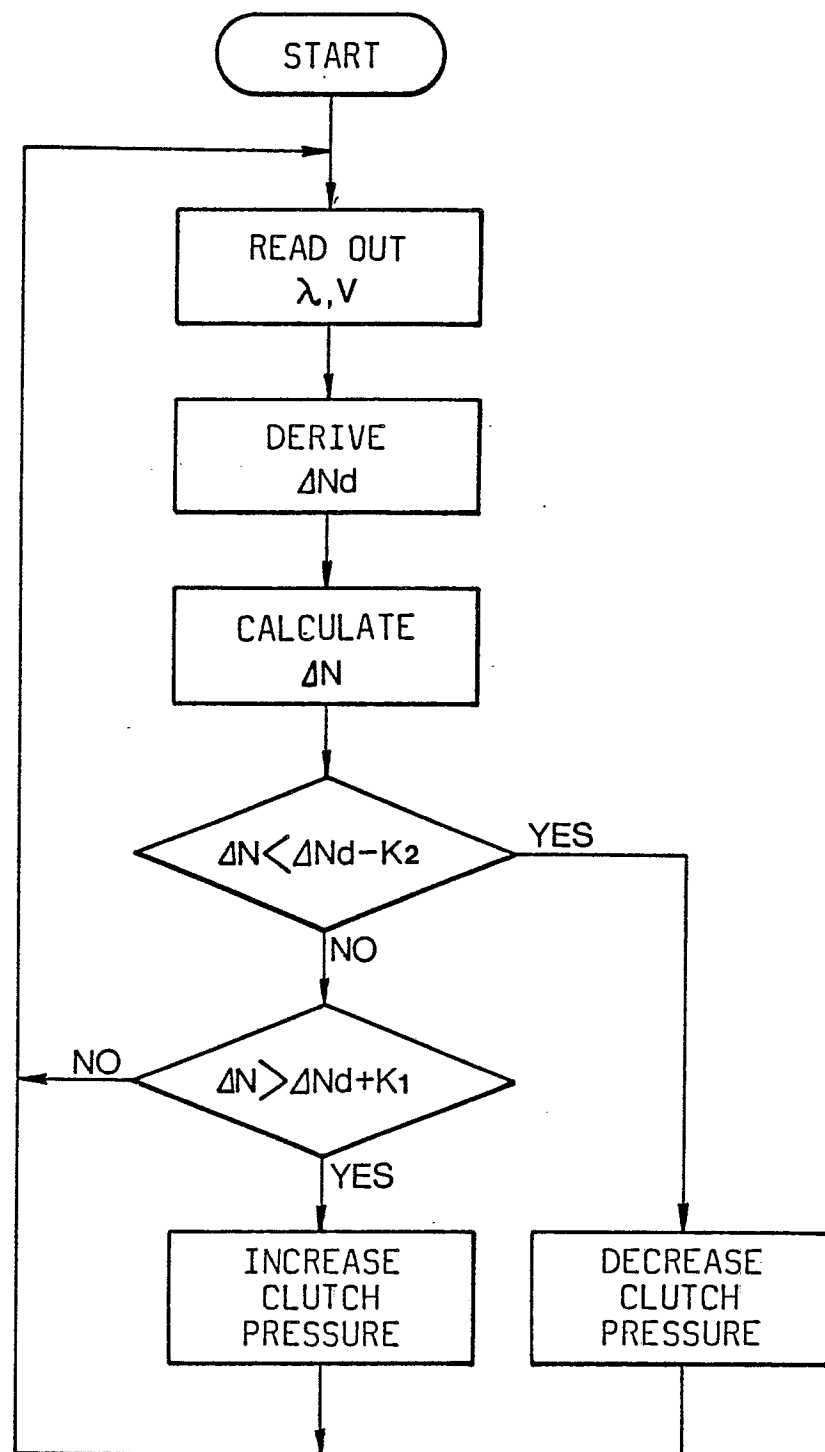 START
READ OUT
λ, V
DERIVE
ΔNd
CALCULATE
ΔN
ΔN<ΔNd-K2
YES
NO
ΔN>ΔNd+K1
NO
YES
INCREASE
CLUTCH
PRESSURE
DECREASE
CLUTCH
PRESSURE